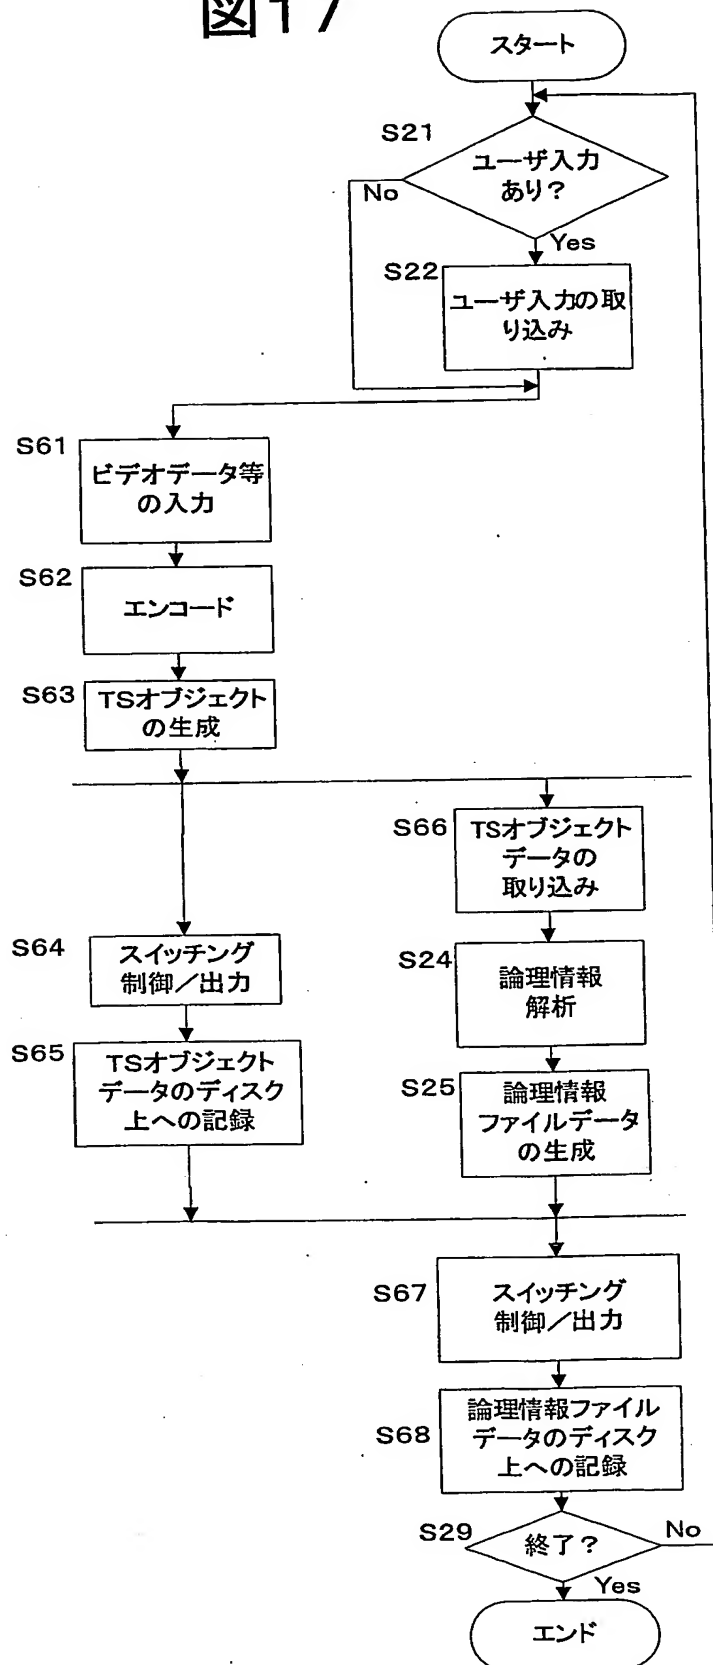 図17
スタート
S21
ユーザ入力
あり?
No
Yes
S22
ユーザ入力の取
り込み
S61
ビデオデータ等
の入力
S62
エンコード
S63
TSオブジェクト
の生成
S66
TSオブジェクト
データの
取り込み
S64
スイッチング
制御/出力
S24
論理情報
解析
S65
TSオブジェクト
データのディスク
上への記録
S25
論理情報
ファイルデータ
の生成
S67
スイッチング
制御/出力
S68
論理情報ファイル
データのディスク
上への記録
S29
終了?
No
Yes
エンド